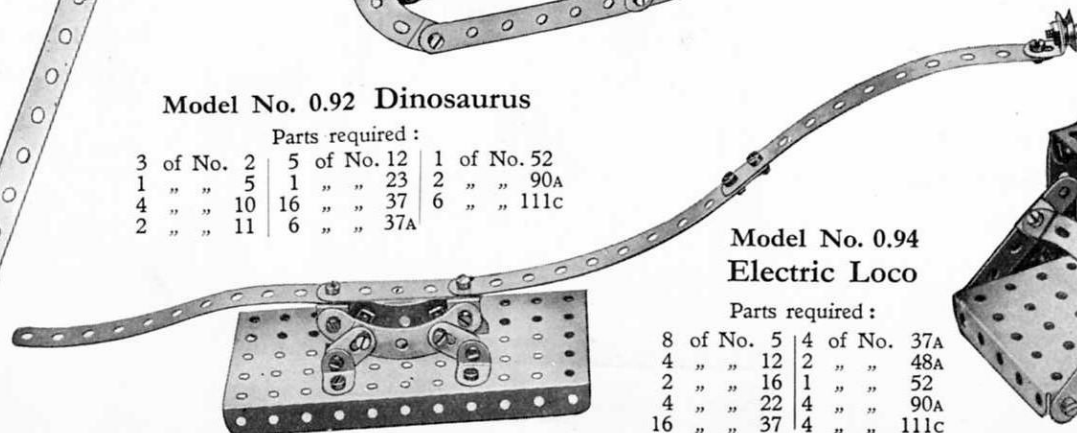 Model No. 0.92 Dinosaurus
Parts required :
3 of No. 2 | 5 of No. 12 | 1 of No. 52
1 „ „ 5 | 1 „ „ 23 | 2 „ „ 90A
4 „ „ 10 | 16 „ „ 37 | 6 „ „ 111C
2 „ „ 11 | 6 „ „ 37A
Model No. 0.94
Electric Loco
Parts required :
8 of No. 5 | 4 of No. 37A
4 „ „ 12 | 2 „ „ 48A
2 „ „ 16 | 1 „ „ 52
4 „ „ 22 | 4 „ „ 90A
16 „ „ 37 | 4 „ „ 111C